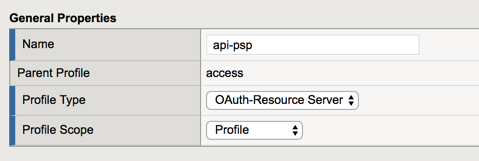 General Properties
Name api-psp
Parent Profile access
Profile Type OAuth-Resource Server
Profile Scope Profile